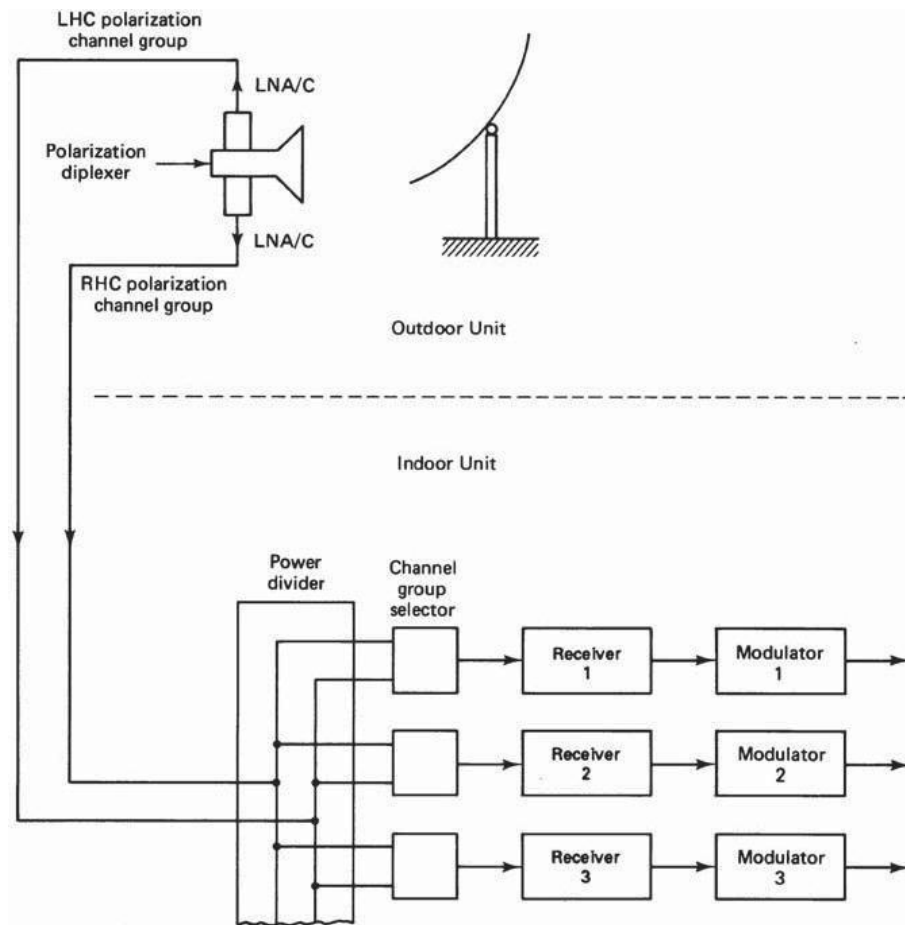 LHC polarization
channel group
LNA/C
Polarization
diplexer
LNA/C
RHC polarization
channel group
Outdoor Unit
Indoor Unit
Power
divider
Channel
group
selector
Receiver
1
Modulator
1
Receiver
2
Modulator
2
Receiver
3
Modulator
3